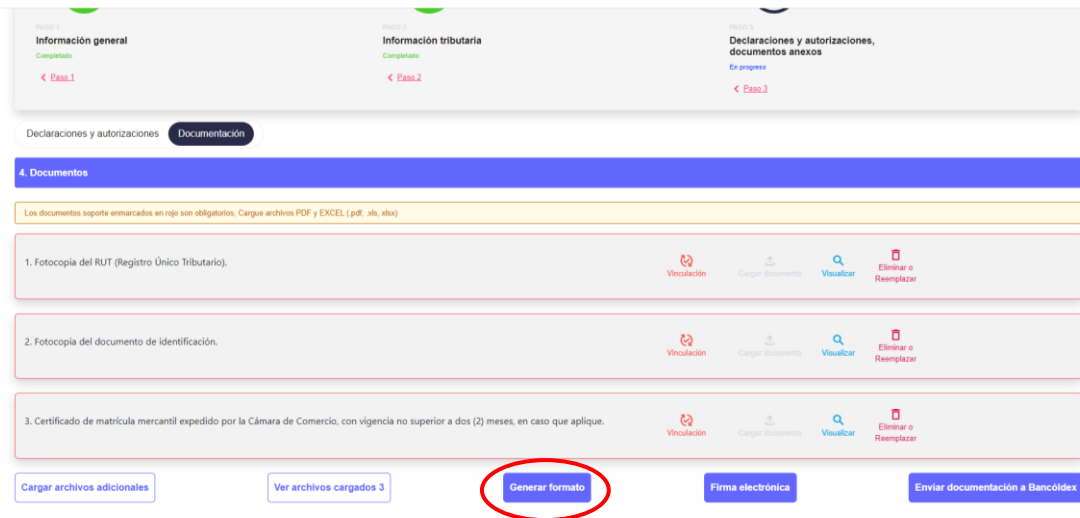 PASO 1
Información general
Completado
Paso 1
PASO 2
Información tributaria
Completado
Paso 2
PASO 3
Declaraciones y autorizaciones,
documentos anexos
En progreso
Paso 3
Declaraciones y autorizaciones Documentación
4. Documentos
Los documentos soporte enmarcados en rojo son obligatorios, Cargue archivos PDF y EXCEL (.pdf, .xls, xlsx)
1. Fotocopia del RUT (Registro Único Tributario).
Vinculación Cargar documento Visualizar Eliminar o
Reemplazar
2. Fotocopia del documento de identificación.
Vinculación Cargar documento Visualizar Eliminar o
Reemplazar
3. Certificado de matrícula mercantil expedido por la Cámara de Comercio, con vigencia no superior a dos (2) meses, en caso que aplique.
Vinculación Cargar documento Visualizar Eliminar o
Reemplazar
Cargar archivos adicionales Ver archivos cargados 3 Generar formato Firma electrónica Enviar documentación a Bancóldex